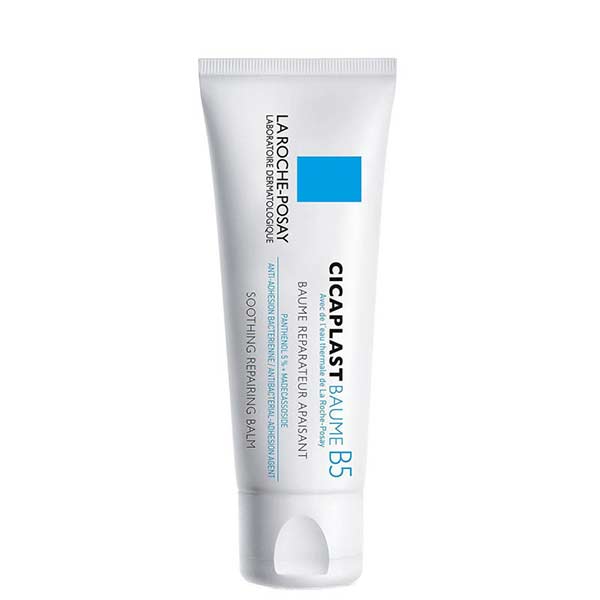 LA ROCHE-POSAY
LABORATOIRE DERMATOLOGIQUE
CICAPLAST BAUME B5
Avec de l'eau thermale de La Roche-Posay
BAUME REPARATEUR APAISANT
PANTHENOL 5% + MADECASSOSIDE
ANTI-ADHESION BACTERIENNE / ANTIBACTERIAL-ADHESION AGENT
SOOTHING REPAIRING BALM